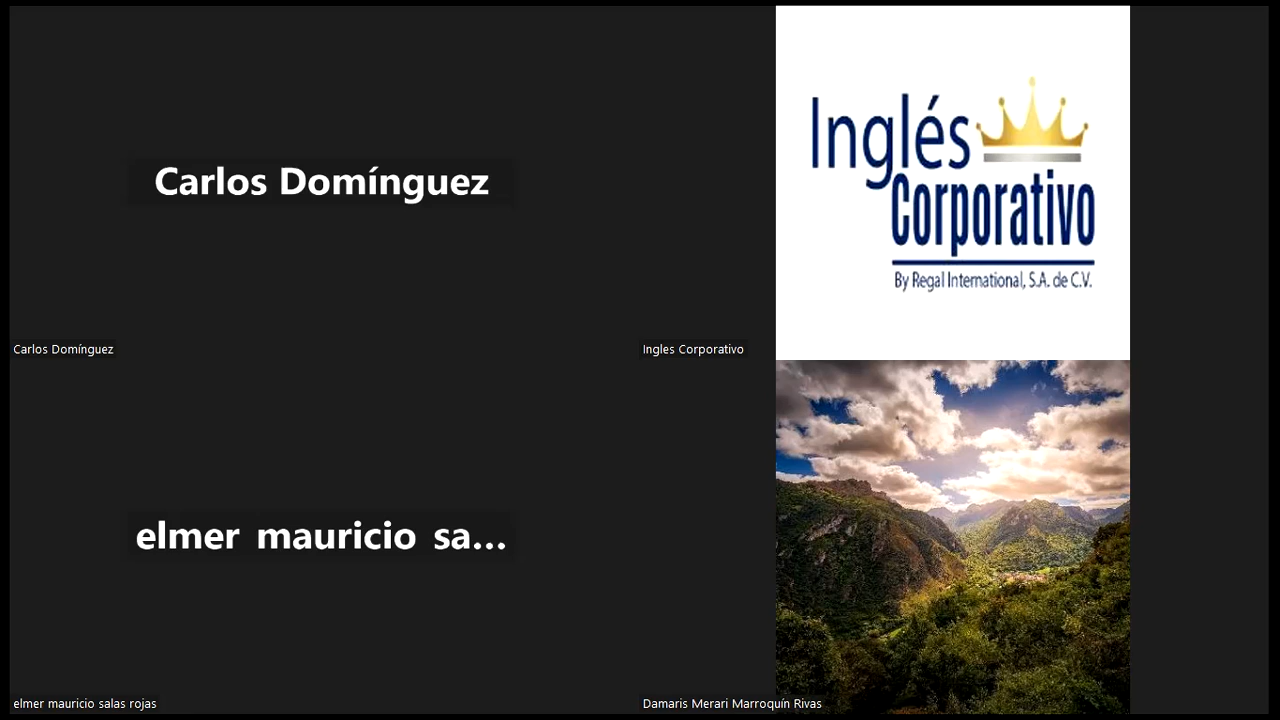 Carlos Domínguez
Carlos Domínguez
Inglés
Corporativo
By Regal International, S.A. de C.V.
Ingles Corporativo
elmer mauricio sa...
elmer mauricio salas rojas
Damaris Merari Marroquín Rivas